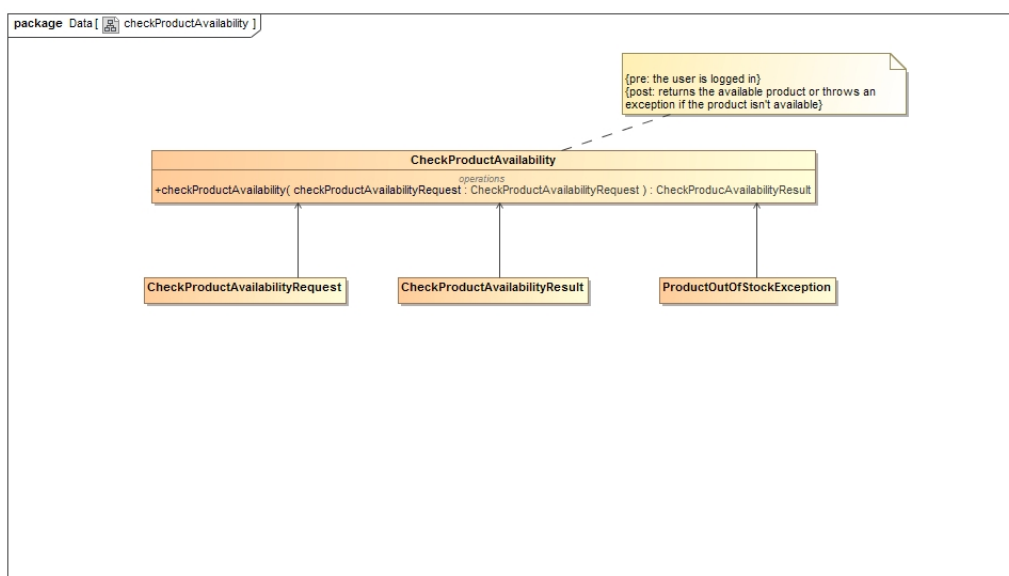 package Data [ checkProductAvailability ]
{pre: the user is logged in}
{post: returns the available product or throws an
exception if the product isn't available}
CheckProductAvailability
operations
+checkProductAvailability( checkProductAvailabilityRequest : CheckProductAvailabilityRequest ) : CheckProducAvailabilityResult
CheckProductAvailabilityRequest
CheckProductAvailabilityResult
ProductOutOfStockException